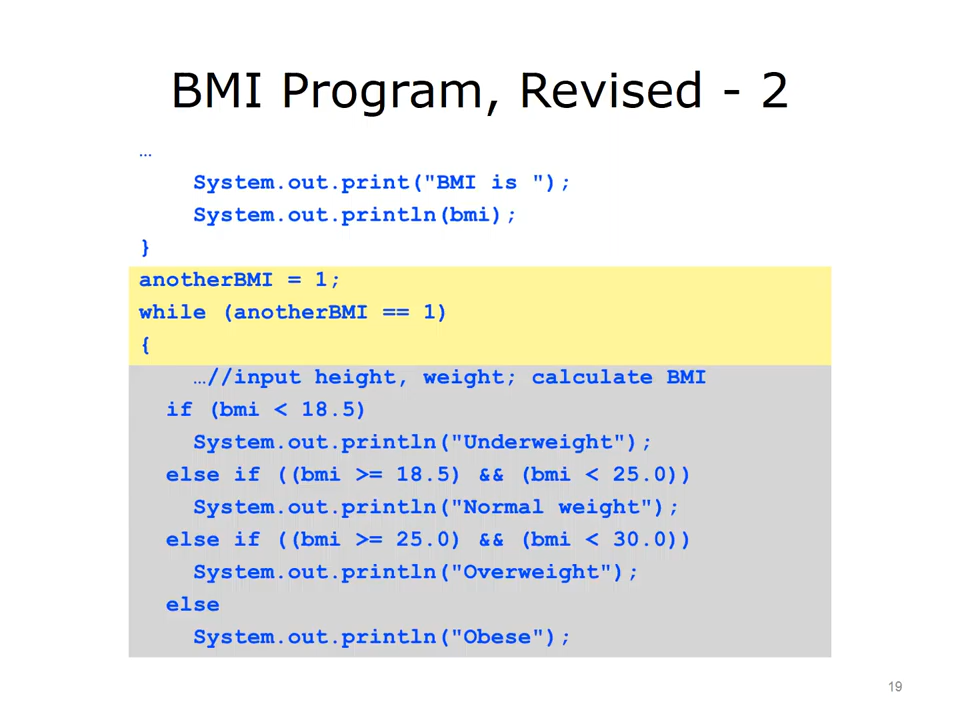 BMI Program, Revised - 2
…
System.out.print("BMI is ");
System.out.println(bmi);
}
anotherBMI = 1;
while (anotherBMI == 1)
{
…//input height, weight; calculate BMI
if (bmi < 18.5)
System.out.println("Underweight");
else if ((bmi >= 18.5) && (bmi < 25.0))
System.out.println("Normal weight");
else if ((bmi >= 25.0) && (bmi < 30.0))
System.out.println("Overweight");
else
System.out.println("Obese");
19